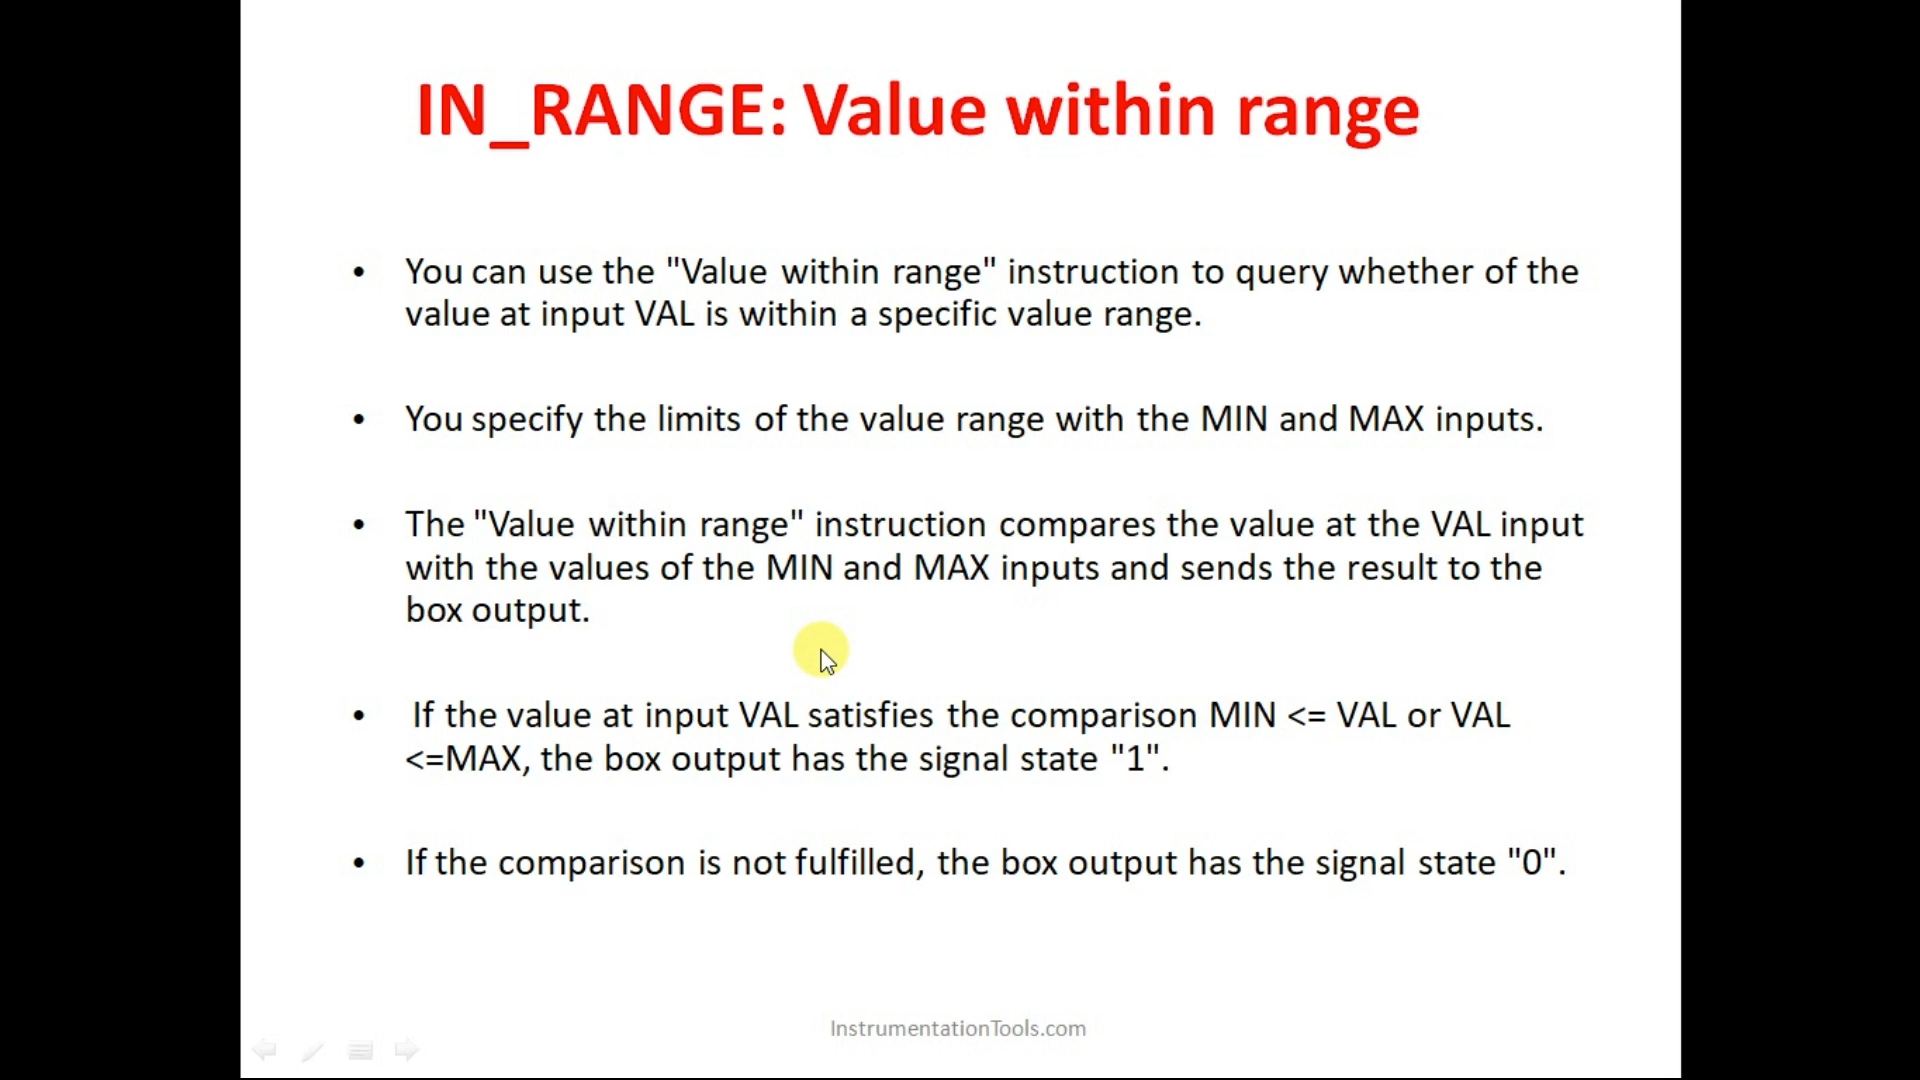 IN_RANGE: Value within range
• You can use the "Value within range" instruction to query whether of the
value at input VAL is within a specific value range.
• You specify the limits of the value range with the MIN and MAX inputs.
• The "Value within range" instruction compares the value at the VAL input
with the values of the MIN and MAX inputs and sends the result to the
box output.
• If the value at input VAL satisfies the comparison MIN <= VAL or VAL
<=MAX, the box output has the signal state "1".
• If the comparison is not fulfilled, the box output has the signal state "0".
InstrumentationTools.com